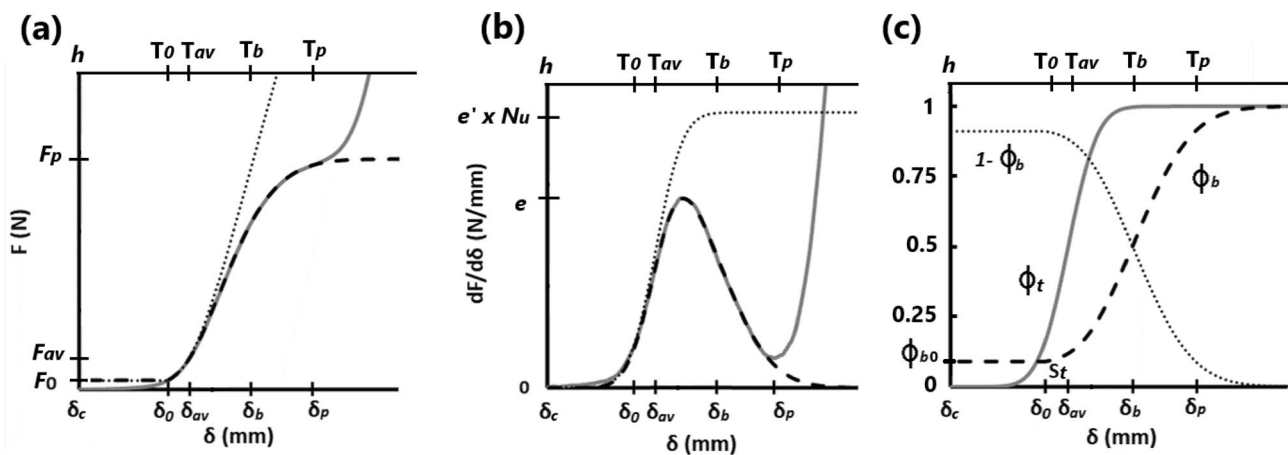 (a)
h T0 Tav Tb Tp
Fp
F (N)
Fav
F0
δc δ0 δav δb δp
δ (mm)
(b)
h T0 Tav Tb Tp
e' x Nu
e
dF/dδ (N/mm)
0
δc δ0 δav δb δp
δ (mm)
(c)
h T0 Tav Tb Tp
1
1- ϕb
0.75
ϕb
0.5
ϕt
0.25
ϕb0
St
0
δc δ0 δav δb δp
δ (mm)